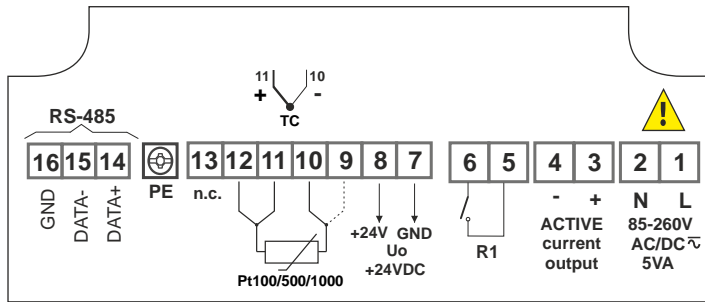 11 10
+ -
TC
RS-485
16 15 14 PE 13 12 11 10 9 8 7 6 5 4 3 2 1
GND DATA- DATA+
n.c.
Pt100/500/1000
+24V GND
Uo
+24VDC
R1
- +
ACTIVE
current
output
N L
85-260V
AC/DC
5VA